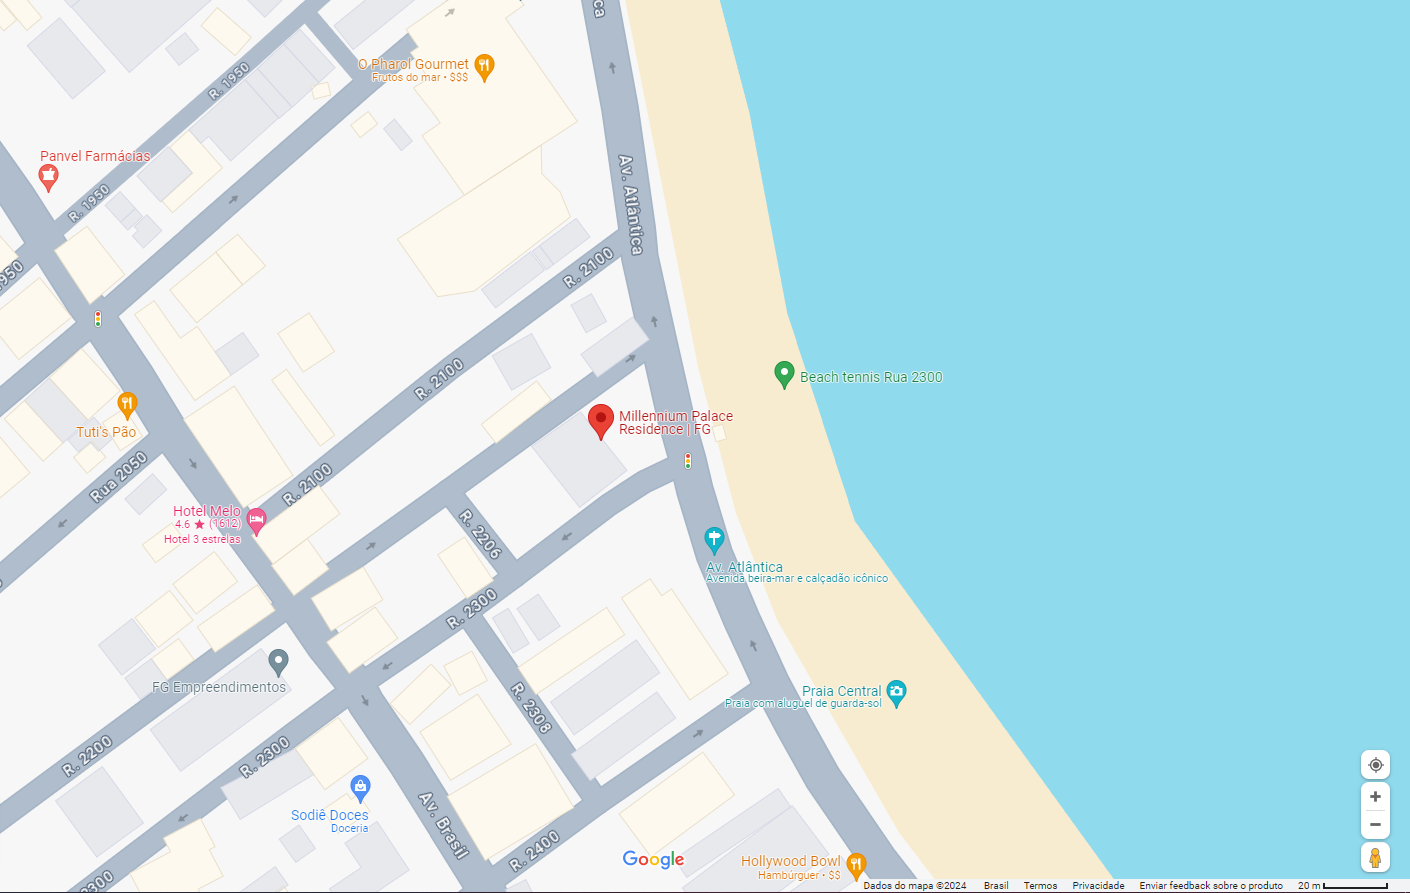 ca
O Pharol Gourmet
Frutos do mar • $$$
R. 1950
Panvel Farmácias
R. 1950
Av. Atlântica
R. 2100
1950
R. 2100
Beach tennis Rua 2300
Tuti's Pão
Millennium Palace
Residence | FG
Rua 2050
R. 2100
Hotel Melo
4.6 ★ (1612)
Hotel 3 estrelas
R. 2206
Av. Atlântica
Avenida beira-mar e calçadão icônico
R. 2300
FG Empreendimentos
Praia Central
Praia com aluguel de guarda-sol
R. 2308
R. 2200
R. 2300
Sodiê Doces
Doceria
Av. Brasil
R. 2400
Google
Hollywood Bowl
Hambúrguer • $$
2300
Dados do mapa ©2024 Brasil Termos Privacidade Enviar feedback sobre o produto 20 m